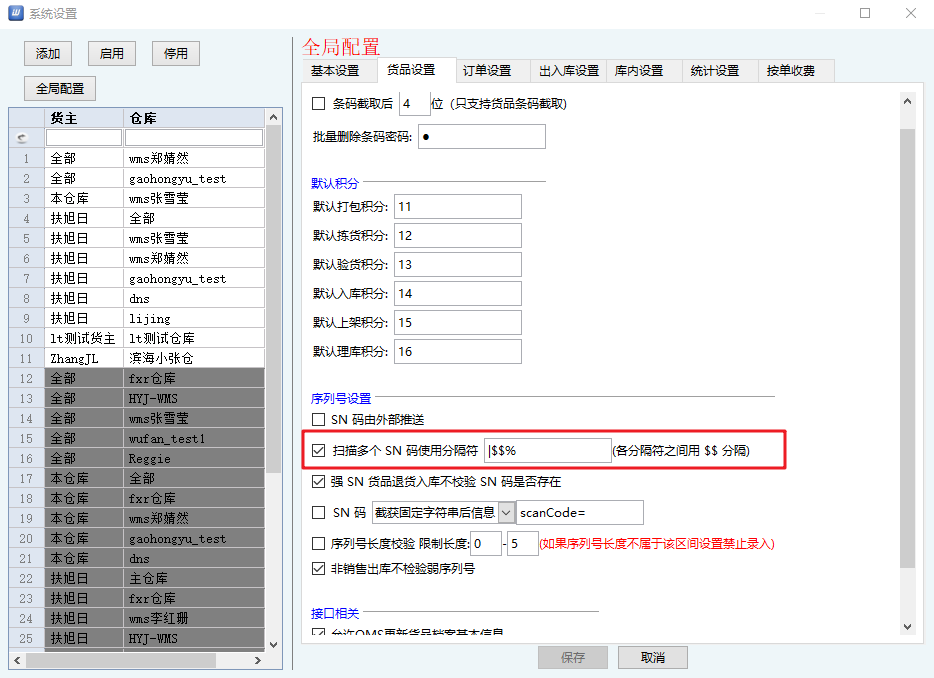 系统设置
添加 启用 停用
全局配置
货主 仓库
1 全部 wms郑婧然
2 全部 gaohongyu_test
3 本仓库 wms张雪莹
4 扶旭日 全部
5 扶旭日 wms张雪莹
6 扶旭日 wms郑婧然
7 扶旭日 gaohongyu_test
8 扶旭日 dns
9 扶旭日 lijing
10 lt测试货主 lt测试仓库
11 ZhangJL 滨海小张仓
12 全部 fxr仓库
13 全部 HYJ-WMS
14 全部 wms张雪莹
15 全部 wufan_test1
16 全部 Reggie
17 本仓库 全部
18 本仓库 fxr仓库
19 本仓库 wms郑婧然
20 本仓库 gaohongyu_test
21 本仓库 dns
22 扶旭日 主仓库
23 扶旭日 fxr仓库
24 扶旭日 wms李红珊
25 扶旭日 HYJ-WMS
全局配置
基本设置 货品设置 订单设置 出入库设置 库内设置 统计设置 按单收费
条码截取后 4 位 (只支持货品条码截取)
批量删除条码密码: ●
默认积分
默认打包积分: 11
默认拣货积分: 12
默认验货积分: 13
默认入库积分: 14
默认上架积分: 15
默认理库积分: 16
序列号设置
SN 码由外部推送
扫描多个 SN 码使用分隔符 |$$% (各分隔符之间用 $$ 分隔)
强 SN 货品退货入库不校验 SN 码是否存在
SN 码 截获固定字符串后信息 scanCode=
序列号长度校验 限制长度: 0 - 5 (如果序列号长度不属于该区间设置禁止录入)
非销售出库不检验弱序列号
接口相关
允许OMS更新货品档案基本信息
保存 取消